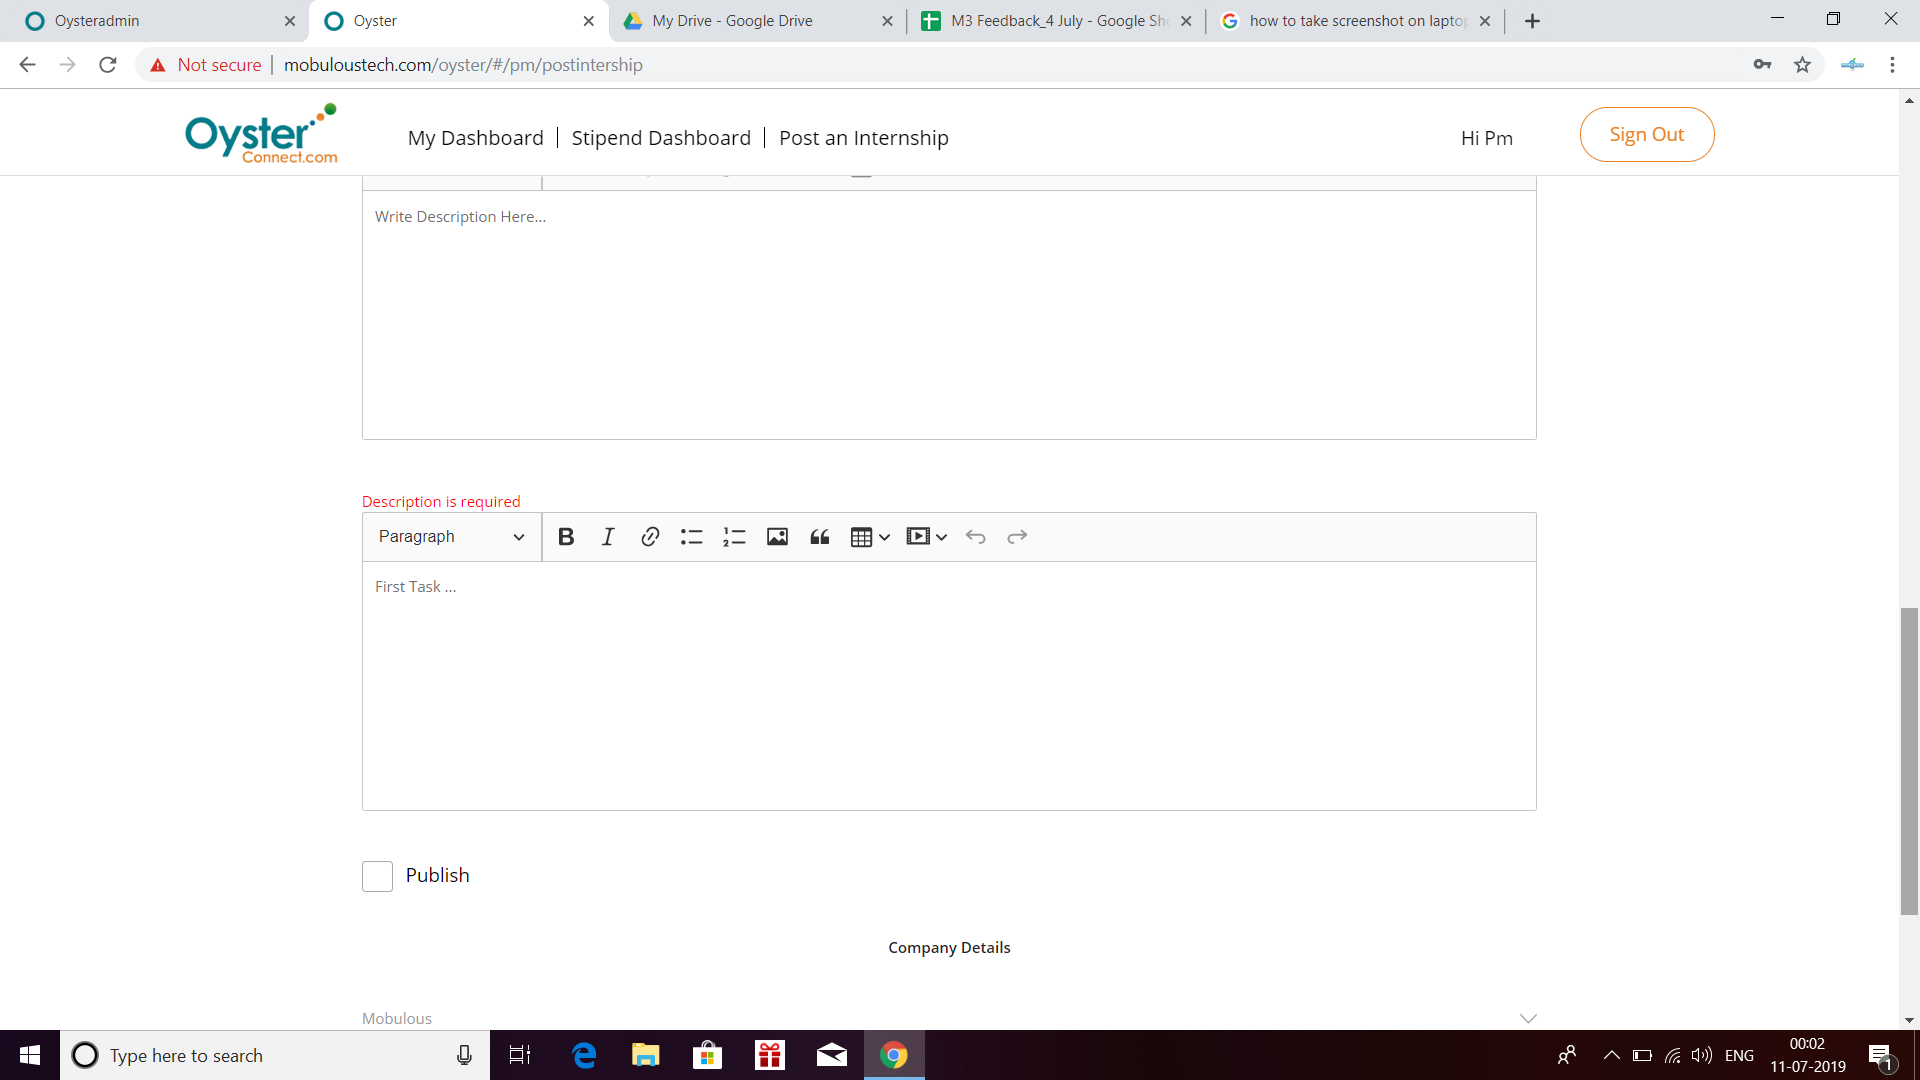 Oysteradmin
Oyster
My Drive - Google Drive
M3 Feedback_4 July - Google She
how to take screenshot on laptop
Not secure
mobuloustech.com/oyster/#/pm/postintership
Oyster
Connect.com
My Dashboard
Stipend Dashboard
Post an Internship
Hi Pm
Sign Out
Write Description Here...
Description is required
Paragraph
First Task ...
Publish
Company Details
Mobulous
Type here to search
ENG
00:02
11-07-2019
1